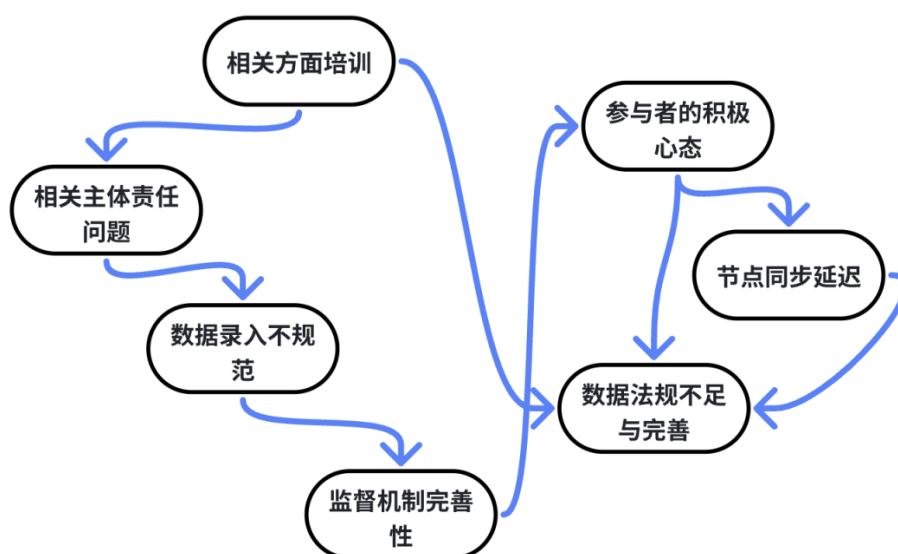 相关方面培训
参与者的积极
心态
相关主体责任
问题
节点同步延迟
数据录入不规
范
数据法规不足
与完善
监督机制完善
性